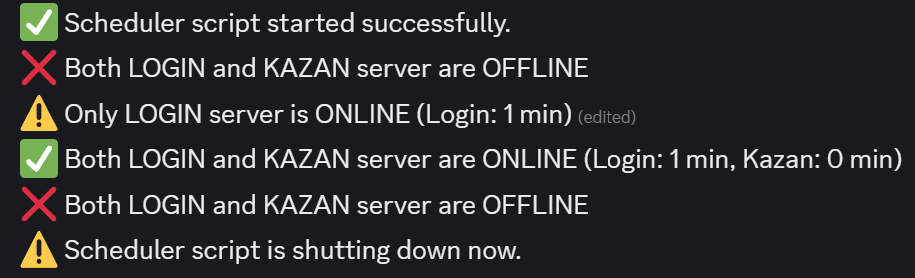 ✅ Scheduler script started successfully.
❌ Both LOGIN and KAZAN server are OFFLINE
⚠️ Only LOGIN server is ONLINE (Login: 1 min) (edited)
✅ Both LOGIN and KAZAN server are ONLINE (Login: 1 min, Kazan: 0 min)
❌ Both LOGIN and KAZAN server are OFFLINE
⚠️ Scheduler script is shutting down now.